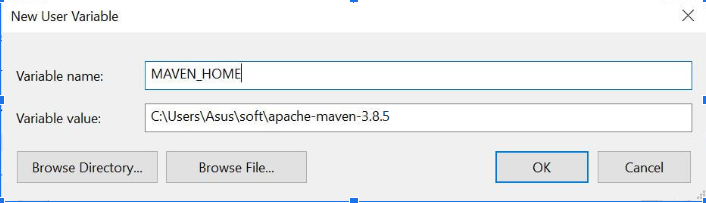 New User Variable
Variable name: MAVEN_HOME
Variable value: C:\Users\Asus\soft\apache-maven-3.8.5
Browse Directory... Browse File... OK Cancel